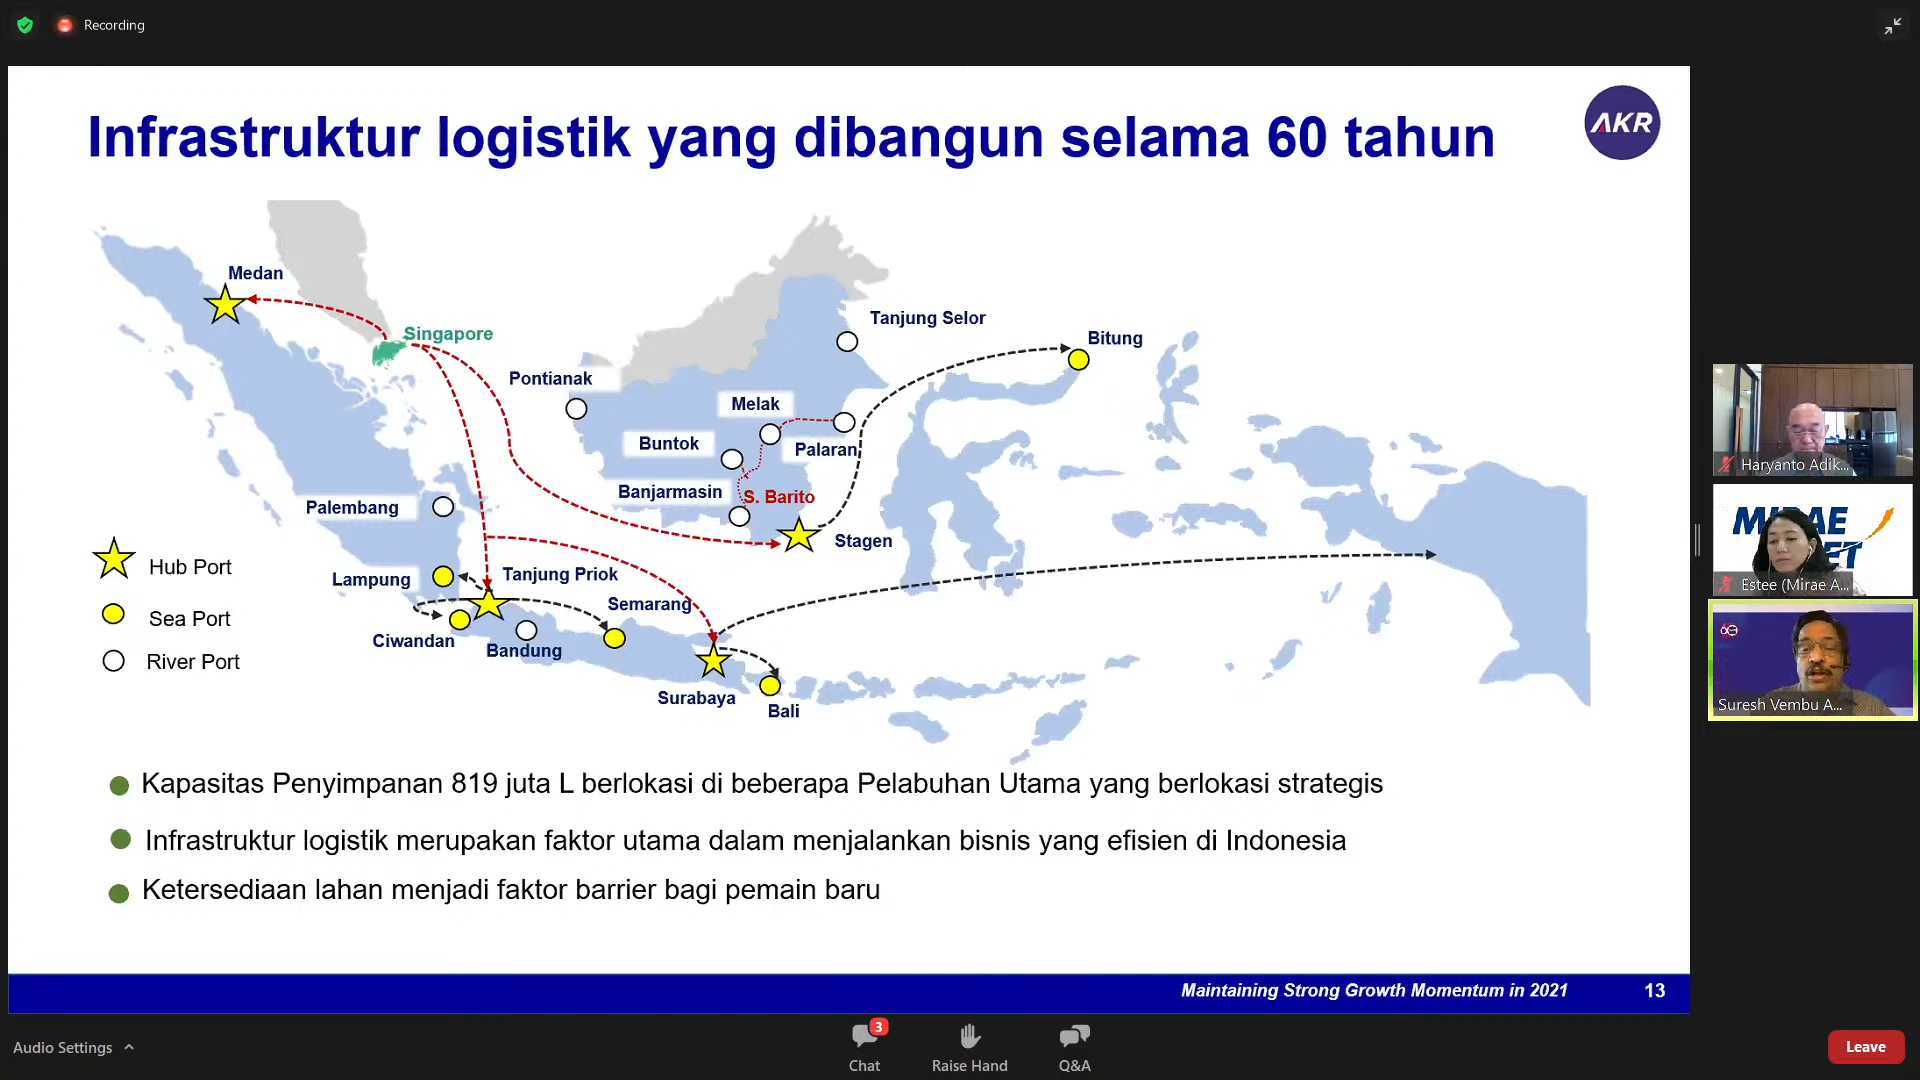 Recording
Infrastruktur logistik yang dibangun selama 60 tahun
AKR
Medan
Singapore
Tanjung Selor
Bitung
Pontianak
Melak
Buntok
Palaran
Banjarmasin
S. Barito
Palembang
Stagen
Hub Port
Lampung
Tanjung Priok
Semarang
Sea Port
Ciwandan
Bandung
River Port
Surabaya
Bali
Kapasitas Penyimpanan 819 juta L berlokasi di beberapa Pelabuhan Utama yang berlokasi strategis
Infrastruktur logistik merupakan faktor utama dalam menjalankan bisnis yang efisien di Indonesia
Ketersediaan lahan menjadi faktor barrier bagi pemain baru
Maintaining Strong Growth Momentum in 2021
13
Haryanto Adik...
Estee (Mirae A...
Suresh Vembu A...
Audio Settings
3
Chat
Raise Hand
Q&A
Leave